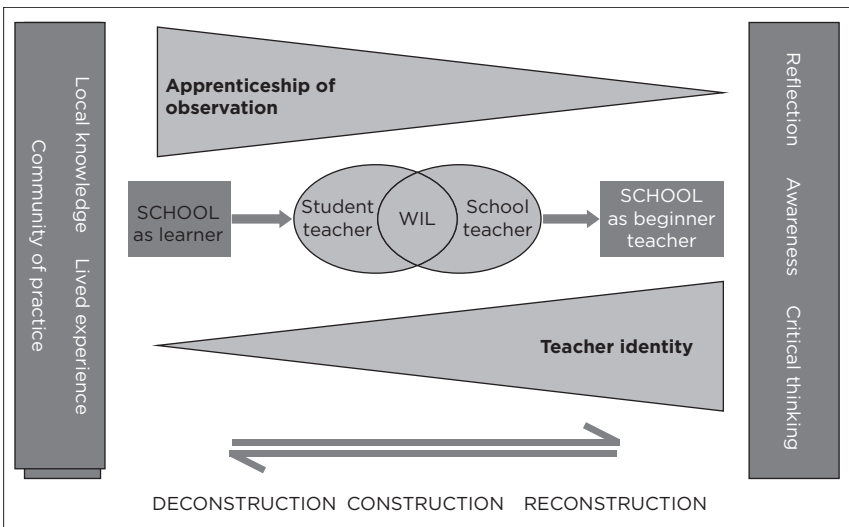 Local knowledge Lived experience
Community of practice
Apprenticeship of
observation
SCHOOL
as learner
Student
teacher
WIL
School
teacher
SCHOOL
as beginner
teacher
Teacher identity
DECONSTRUCTION CONSTRUCTION RECONSTRUCTION
Reflection Awareness Critical thinking